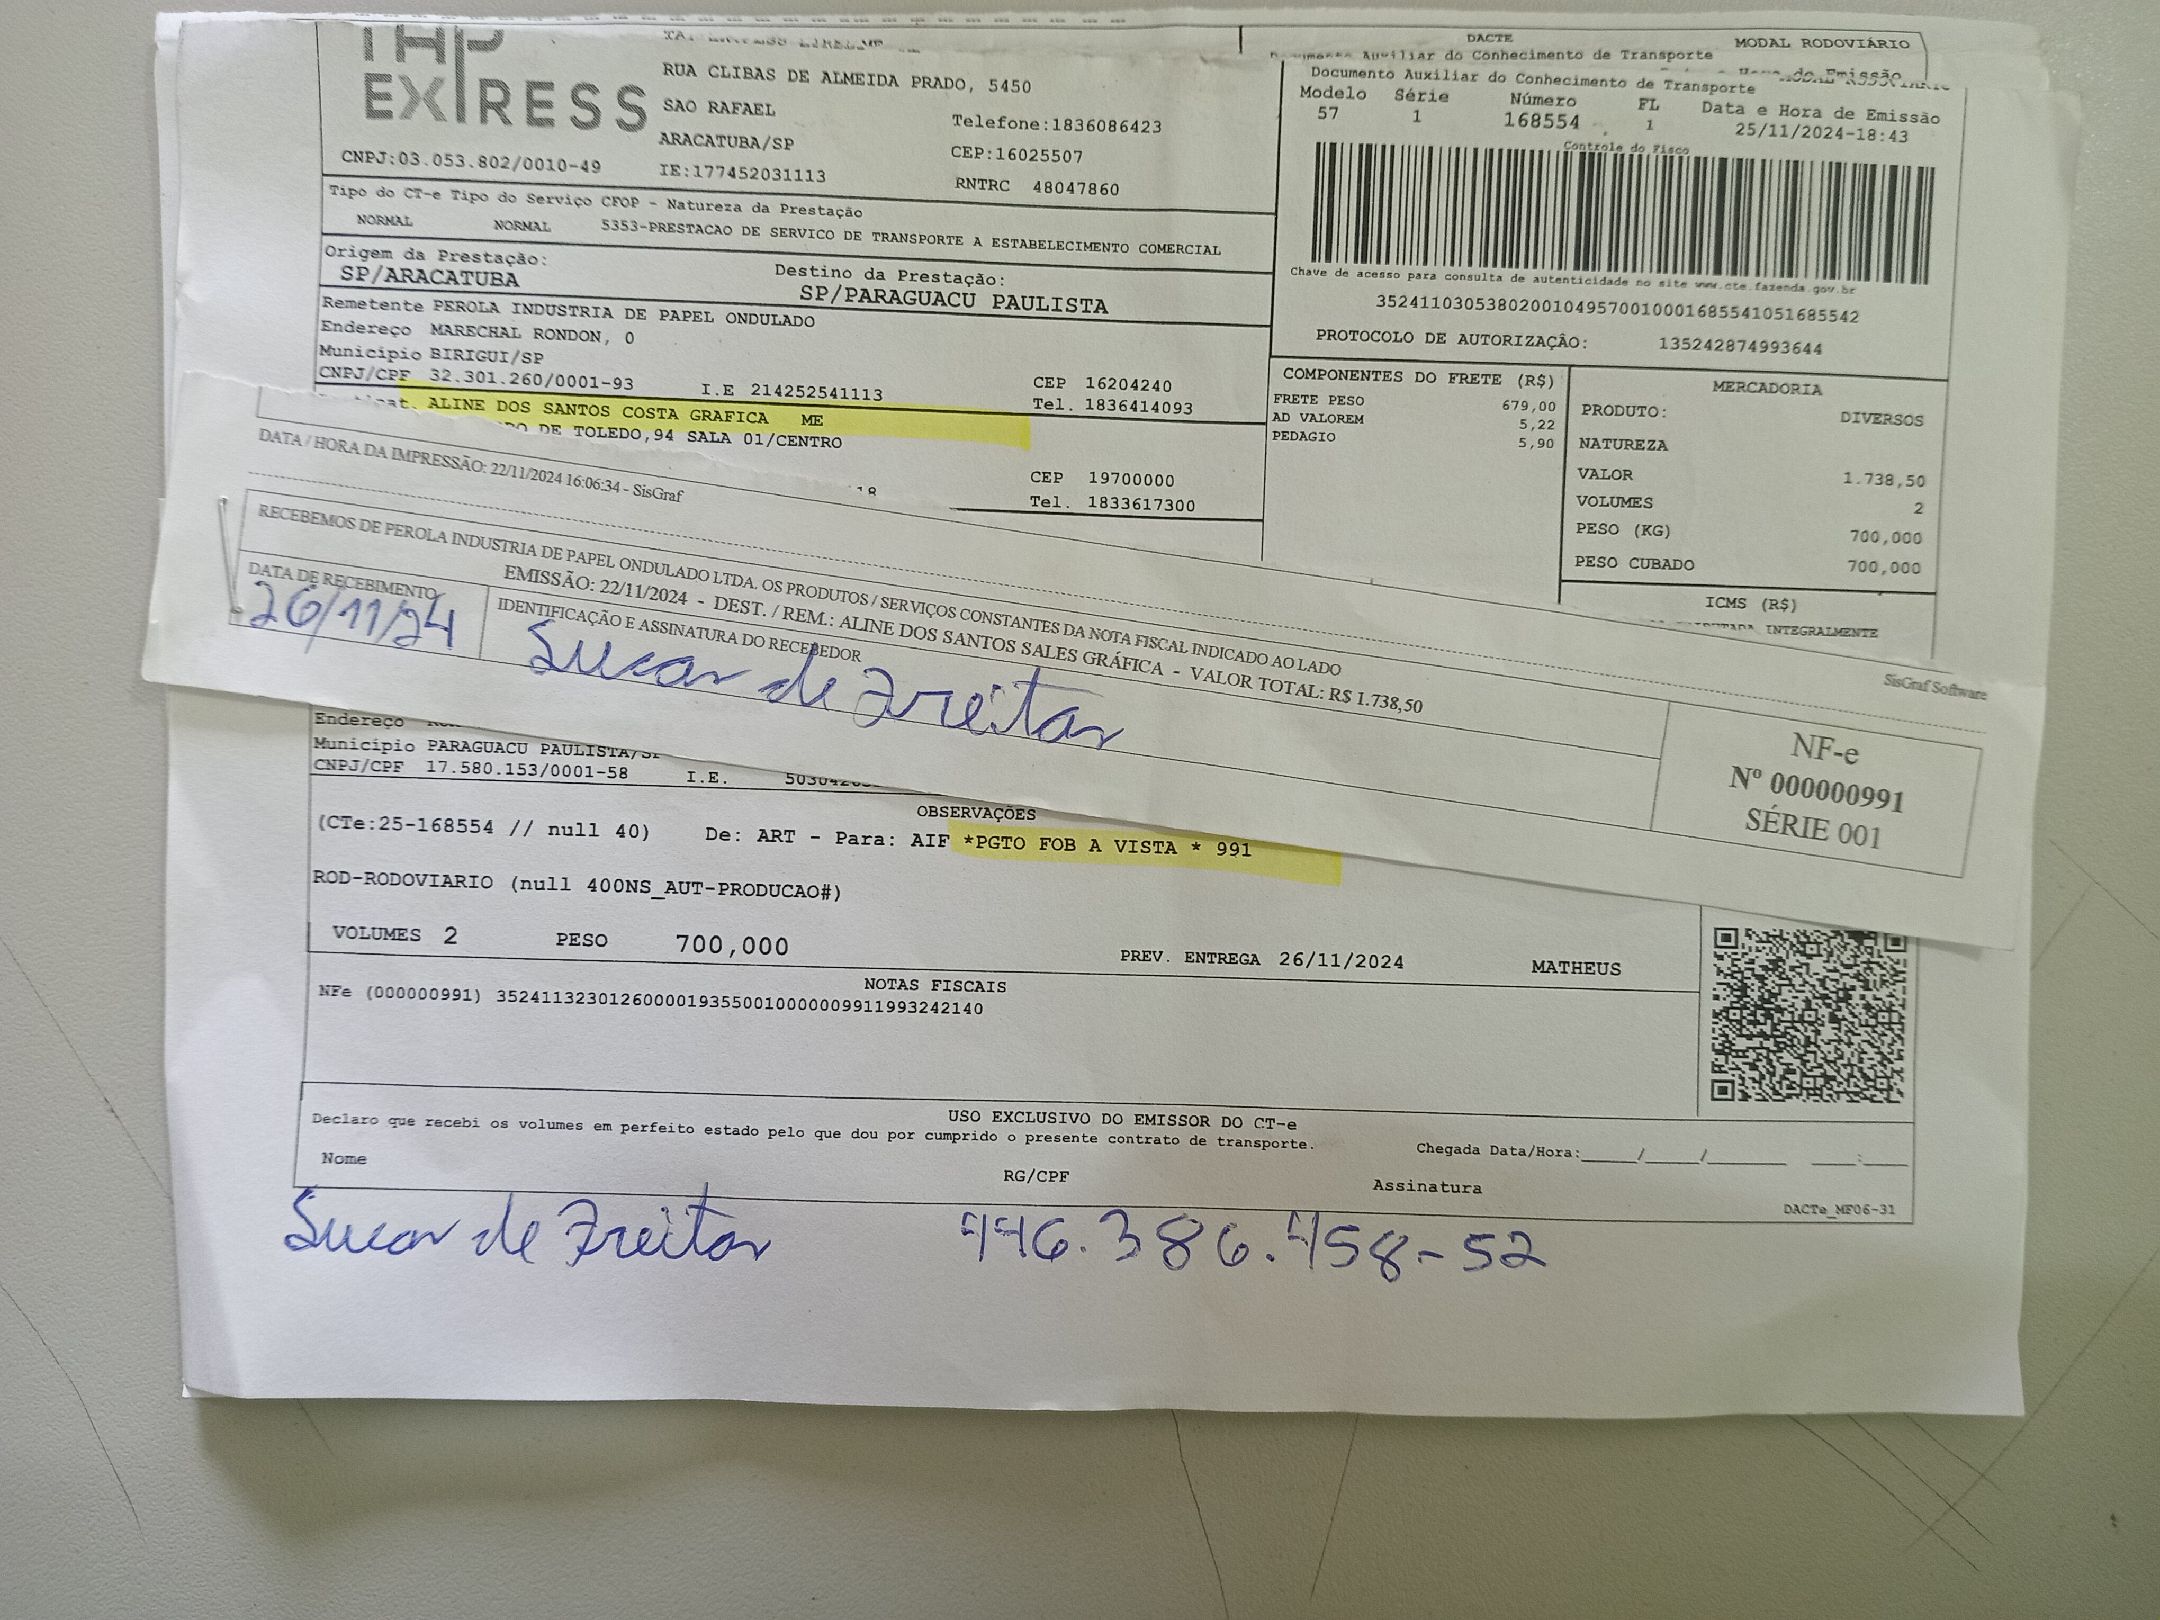 DACTE MODAL RODOVIÁRIO
Auxiliar do Conhecimento de Transporte
TAP
EXPRESS
RUA CLIBAS DE ALMEIDA PRADO, 5450
SAO RAFAEL
ARACATUBA/SP
Telefone:1836086423
CEP:16025507
CNPJ:03.053.802/0010-49
IE:177452031113
RNTRC 48047860
Documento Auxiliar do Conhecimento de Transporte
Modelo Série Número FL Data e Hora de Emissão
57 1 168554 1 25/11/2024-18:43
Controle do Fisco
Chave de acesso para consulta de autenticidade no site www.cte.fazenda.gov.br
35241103053802001049570010001685541051685542
PROTOCOLO DE AUTORIZAÇÃO: 135242874993644
Tipo do CT-e Tipo do Serviço CFOP - Natureza da Prestação
NORMAL NORMAL 5353-PRESTACAO DE SERVICO DE TRANSPORTE A ESTABELECIMENTO COMERCIAL
Origem da Prestação:
SP/ARACATUBA
Destino da Prestação:
SP/PARAGUACU PAULISTA
Remetente PEROLA INDUSTRIA DE PAPEL ONDULADO
Endereço MARECHAL RONDON, 0
Município BIRIGUI/SP
CNPJ/CPF 32.301.260/0001-93 I.E 214252541113
CEP 16204240
Tel. 1836414093
ALINE DOS SANTOS COSTA GRAFICA ME
DE TOLEDO,94 SALA 01/CENTRO
CEP 19700000
Tel. 1833617300
COMPONENTES DO FRETE (R$)
FRETE PESO 679,00
AD VALOREM 5,22
PEDAGIO 5,90
MERCADORIA
PRODUTO: DIVERSOS
NATUREZA
VALOR 1.738,50
VOLUMES 2
PESO (KG) 700,000
PESO CUBADO 700,000
ICMS (R$)
INTEGRALMENTE
DATA / HORA DA IMPRESSÃO: 22/11/2024 16:06:34 - SisGraf
SisGraf Software
RECEBEMOS DE PEROLA INDUSTRIA DE PAPEL ONDULADO LTDA. OS PRODUTOS / SERVIÇOS CONSTANTES DA NOTA FISCAL INDICADO AO LADO
EMISSÃO: 22/11/2024 - DEST. / REM.: ALINE DOS SANTOS SALES GRÁFICA - VALOR TOTAL: R$ 1.738,50
DATA DE RECEBIMENTO
26/11/24
IDENTIFICAÇÃO E ASSINATURA DO RECEBEDOR
de Freitas
NF-e
Nº 000000991
SÉRIE 001
Endereço
Município PARAGUACU PAULISTA/SP
CNPJ/CPF 17.580.153/0001-58 I.E.
OBSERVAÇÕES
(CTe:25-168554 // null 40) De: ART - Para: AIF *PGTO FOB A VISTA * 991
ROD-RODOVIARIO (null 400NS_AUT-PRODUCAO#)
VOLUMES 2 PESO 700,000 PREV. ENTREGA 26/11/2024 MATHEUS
NOTAS FISCAIS
NFe (000000991) 35241132301260000193550010000009911993242140
USO EXCLUSIVO DO EMISSOR DO CT-e
Declaro que recebi os volumes em perfeito estado pelo que dou por cumprido o presente contrato de transporte.
Chegada Data/Hora:____/____/______ ____:____
Nome RG/CPF Assinatura
DACTe_MF06-31
de Freitas 446.386.458-52